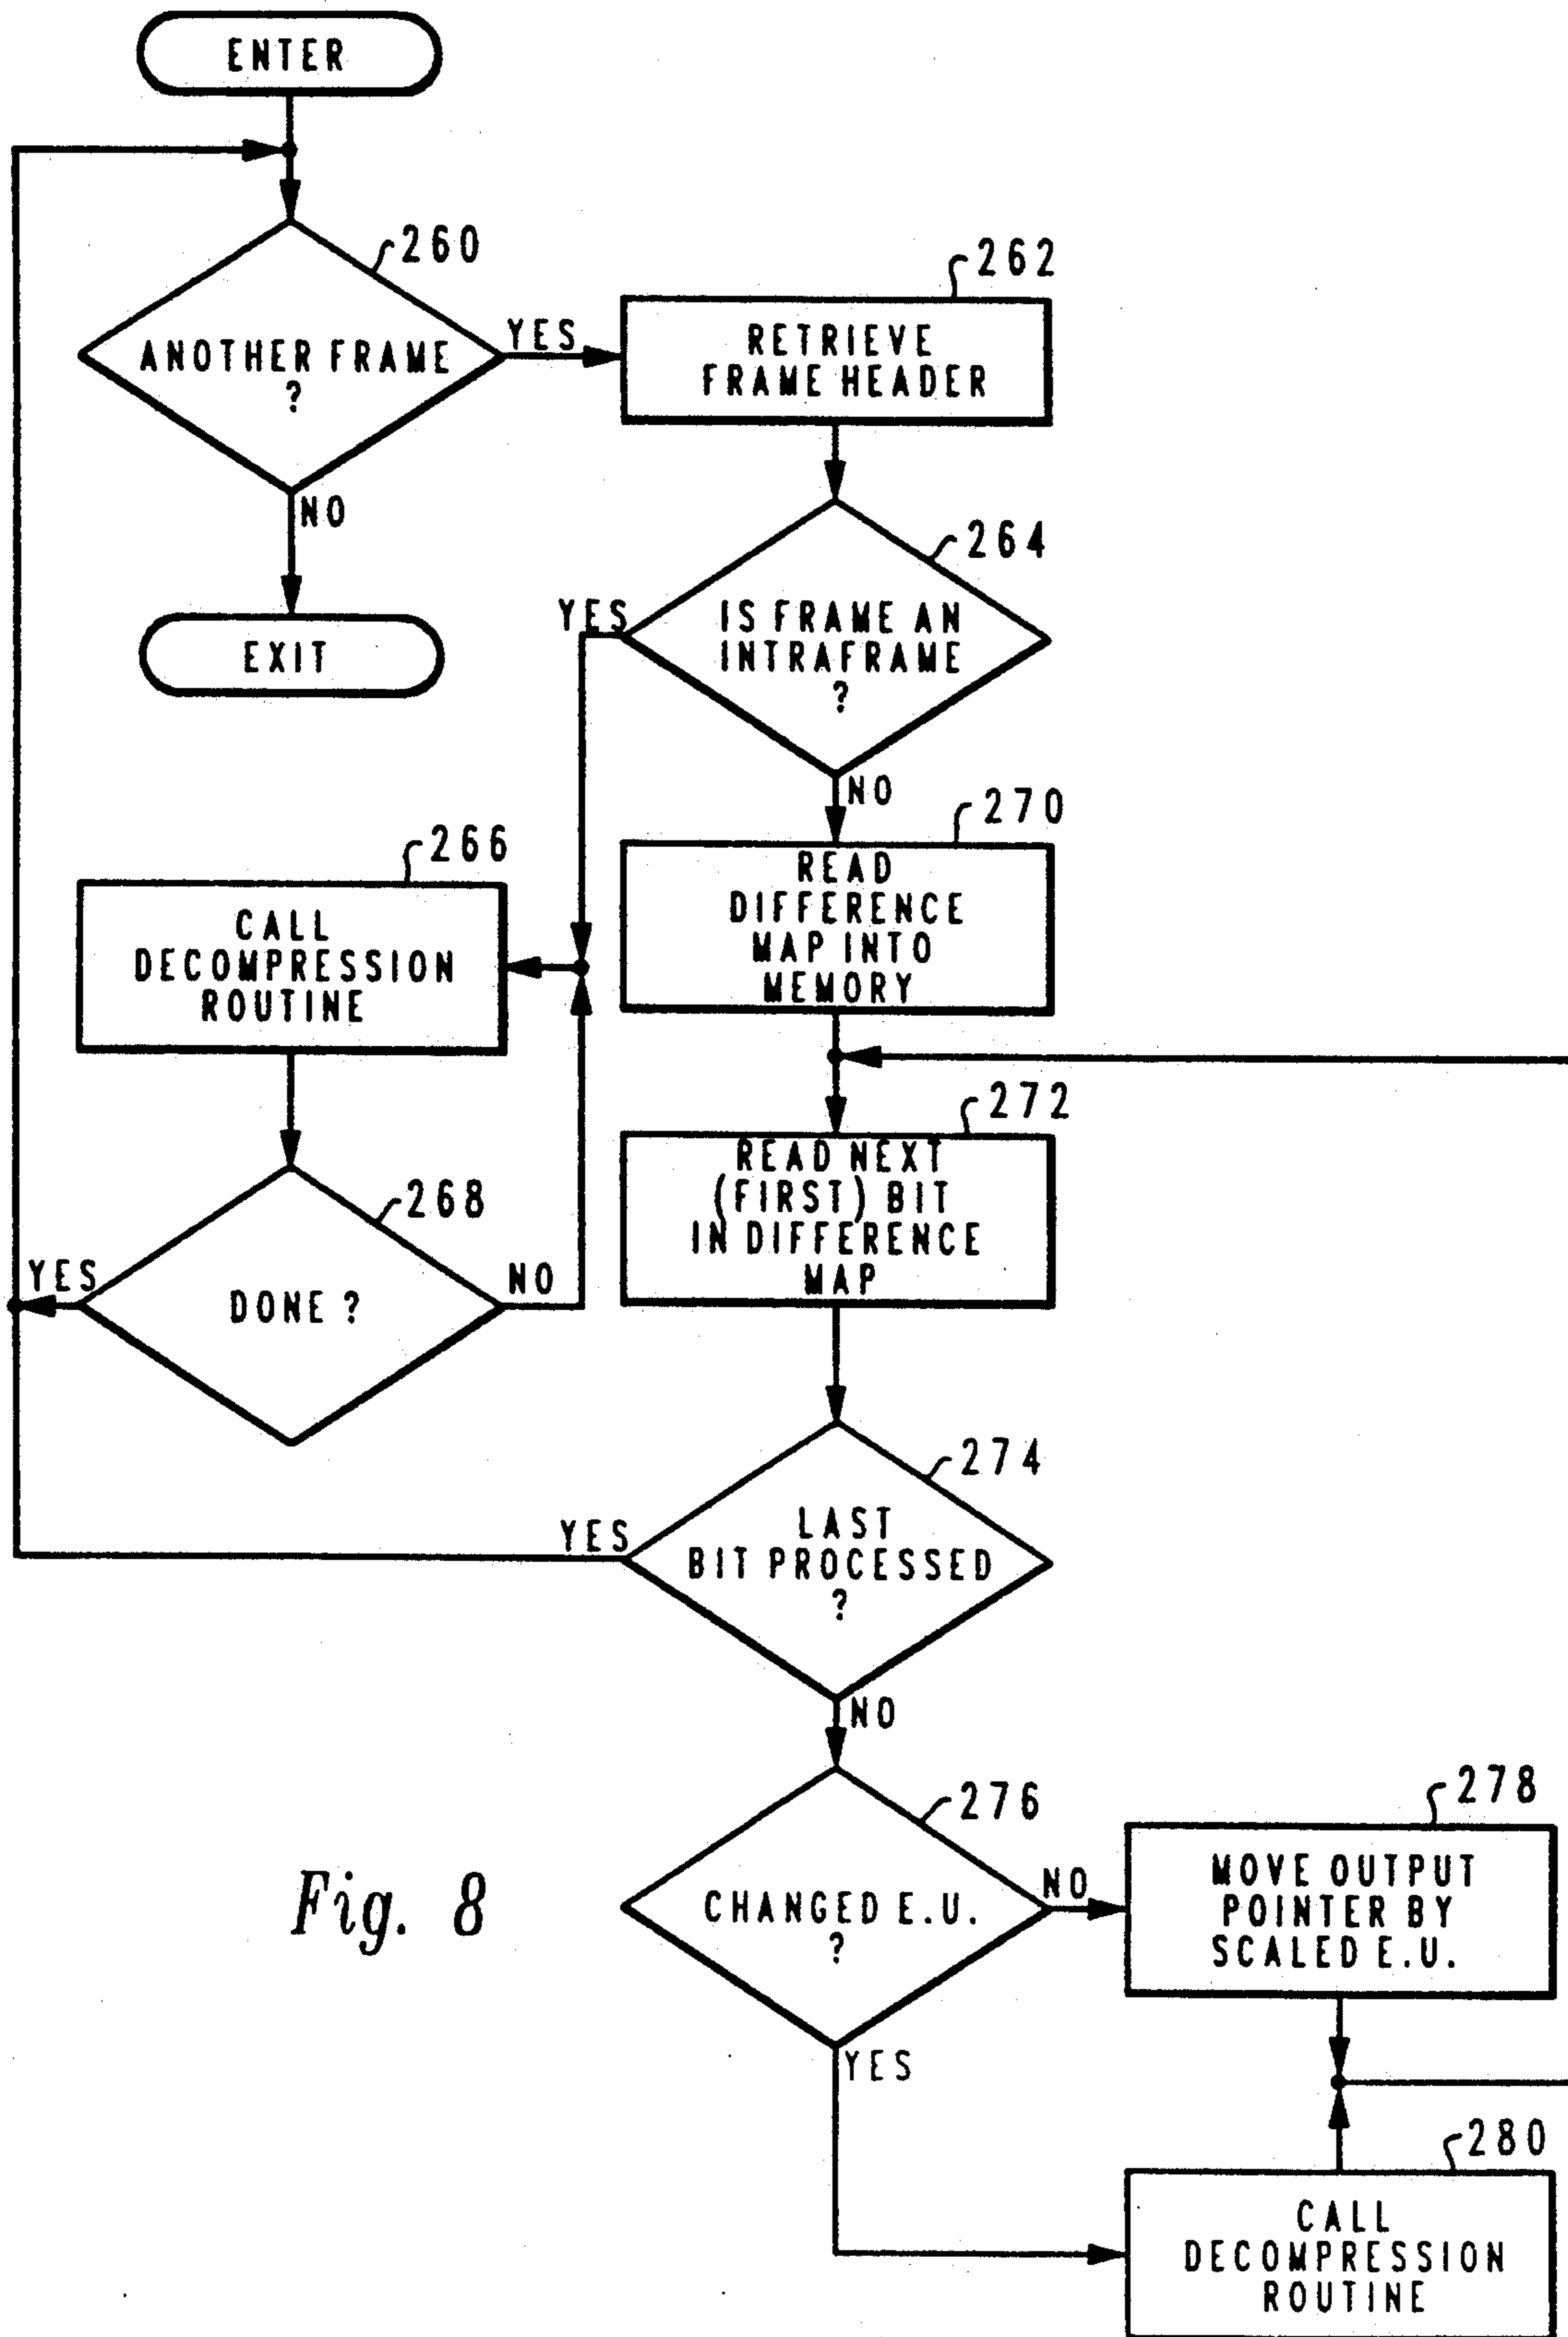 ENTER
260
ANOTHER FRAME
?
YES
NO
262
RETRIEVE
FRAME HEADER
EXIT
264
IS FRAME AN
INTRAFRAME
?
YES
NO
266
CALL
DECOMPRESSION
ROUTINE
268
DONE ?
YES
NO
270
READ
DIFFERENCE
MAP INTO
MEMORY
272
READ NEXT
(FIRST) BIT
IN DIFFERENCE
MAP
274
LAST
BIT PROCESSED
?
YES
NO
276
CHANGED E.U.
?
NO
YES
278
MOVE OUTPUT
POINTER BY
SCALED E.U.
280
CALL
DECOMPRESSION
ROUTINE
Fig. 8